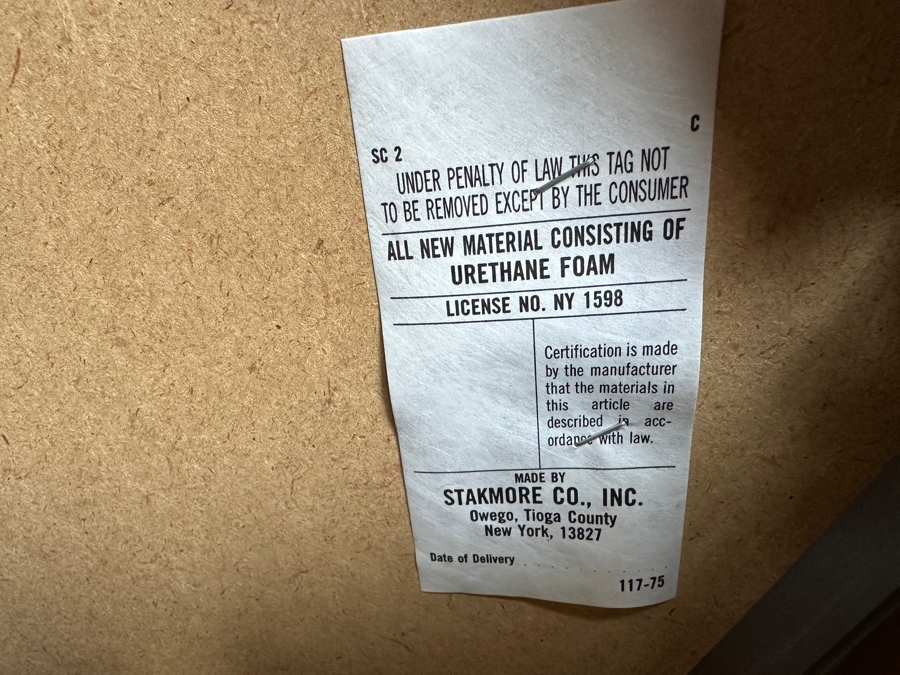 C
SC 2
UNDER PENALTY OF LAW THIS TAG NOT
TO BE REMOVED EXCEPT BY THE CONSUMER
ALL NEW MATERIAL CONSISTING OF
URETHANE FOAM
LICENSE NO. NY 1598
Certification is made
by the manufacturer
that the materials in
this article are
described in acc-
ordance with law.
MADE BY
STAKMORE CO., INC.
Owego, Tioga County
New York, 13827
Date of Delivery
117-75